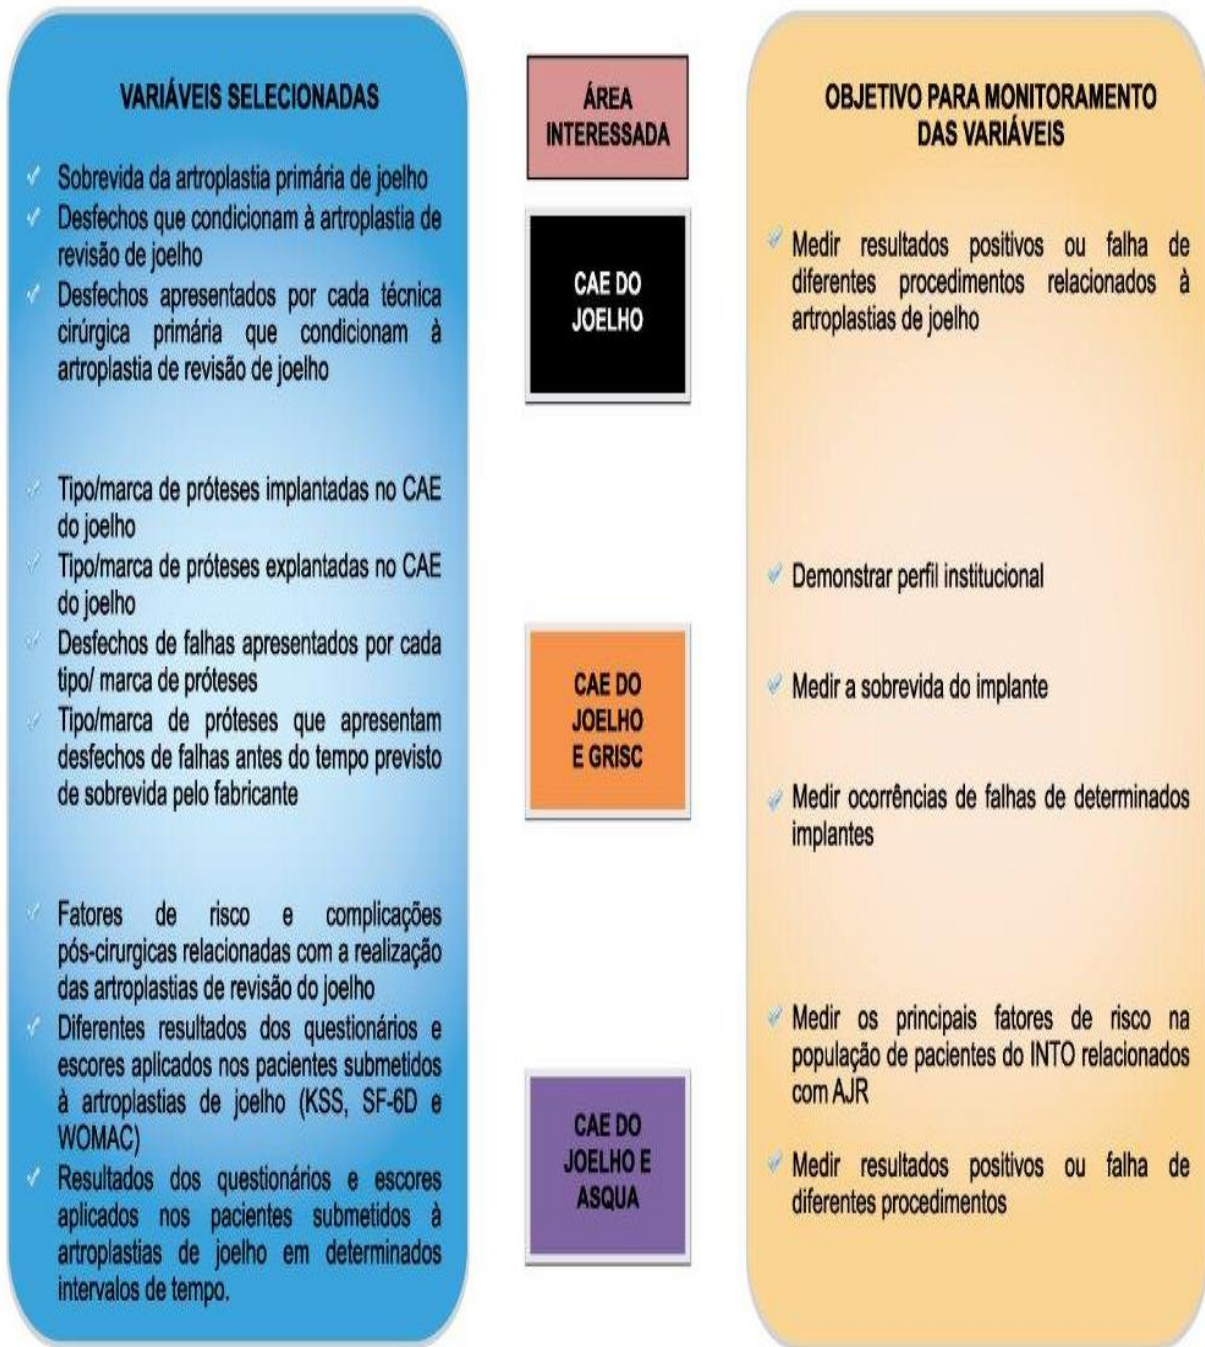 VARIÁVEIS SELECIONADAS
Sobrevida da artroplastia primária de joelho
Desfechos que condicionam à artroplastia de
revisão de joelho
Desfechos apresentados por cada técnica
cirúrgica primária que condicionam à
artroplastia de revisão de joelho
Tipo/marca de próteses implantadas no CAE
do joelho
Tipo/marca de próteses explantadas no CAE
do joelho
Desfechos de falhas apresentados por cada
tipo/ marca de próteses
Tipo/marca de próteses que apresentam
desfechos de falhas antes do tempo previsto
de sobrevida pelo fabricante
Fatores de risco e complicações
pós-cirurgicas relacionadas com a realização
das artroplastias de revisão do joelho
Diferentes resultados dos questionários e
escores aplicados nos pacientes submetidos
à artroplastias de joelho (KSS, SF-6D e
WOMAC)
Resultados dos questionários e escores
aplicados nos pacientes submetidos à
artroplastias de joelho em determinados
intervalos de tempo.
ÁREA
INTERESSADA
CAE DO
JOELHO
CAE DO
JOELHO
E GRISC
CAE DO
JOELHO E
ASQUA
OBJETIVO PARA MONITORAMENTO
DAS VARIÁVEIS
Medir resultados positivos ou falha de
diferentes procedimentos relacionados à
artroplastias de joelho
Demonstrar perfil institucional
Medir a sobrevida do implante
Medir ocorrências de falhas de determinados
implantes
Medir os principais fatores de risco na
população de pacientes do INTO relacionados
com AJR
Medir resultados positivos ou falha de
diferentes procedimentos